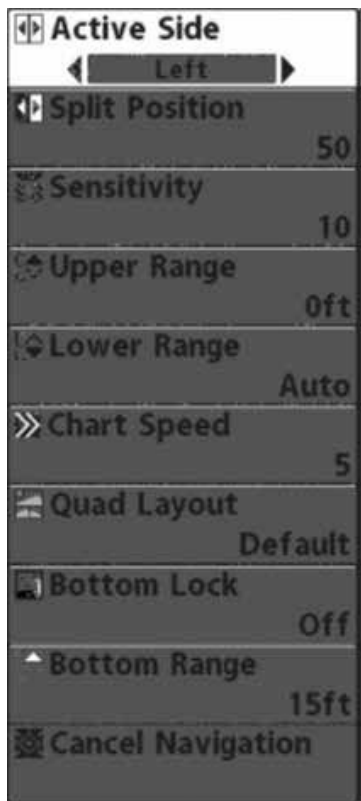 Active Side
Left
Split Position
50
Sensitivity
10
Upper Range
0ft
Lower Range
Auto
Chart Speed
5
Quad Layout
Default
Bottom Lock
Off
Bottom Range
15ft
Cancel Navigation